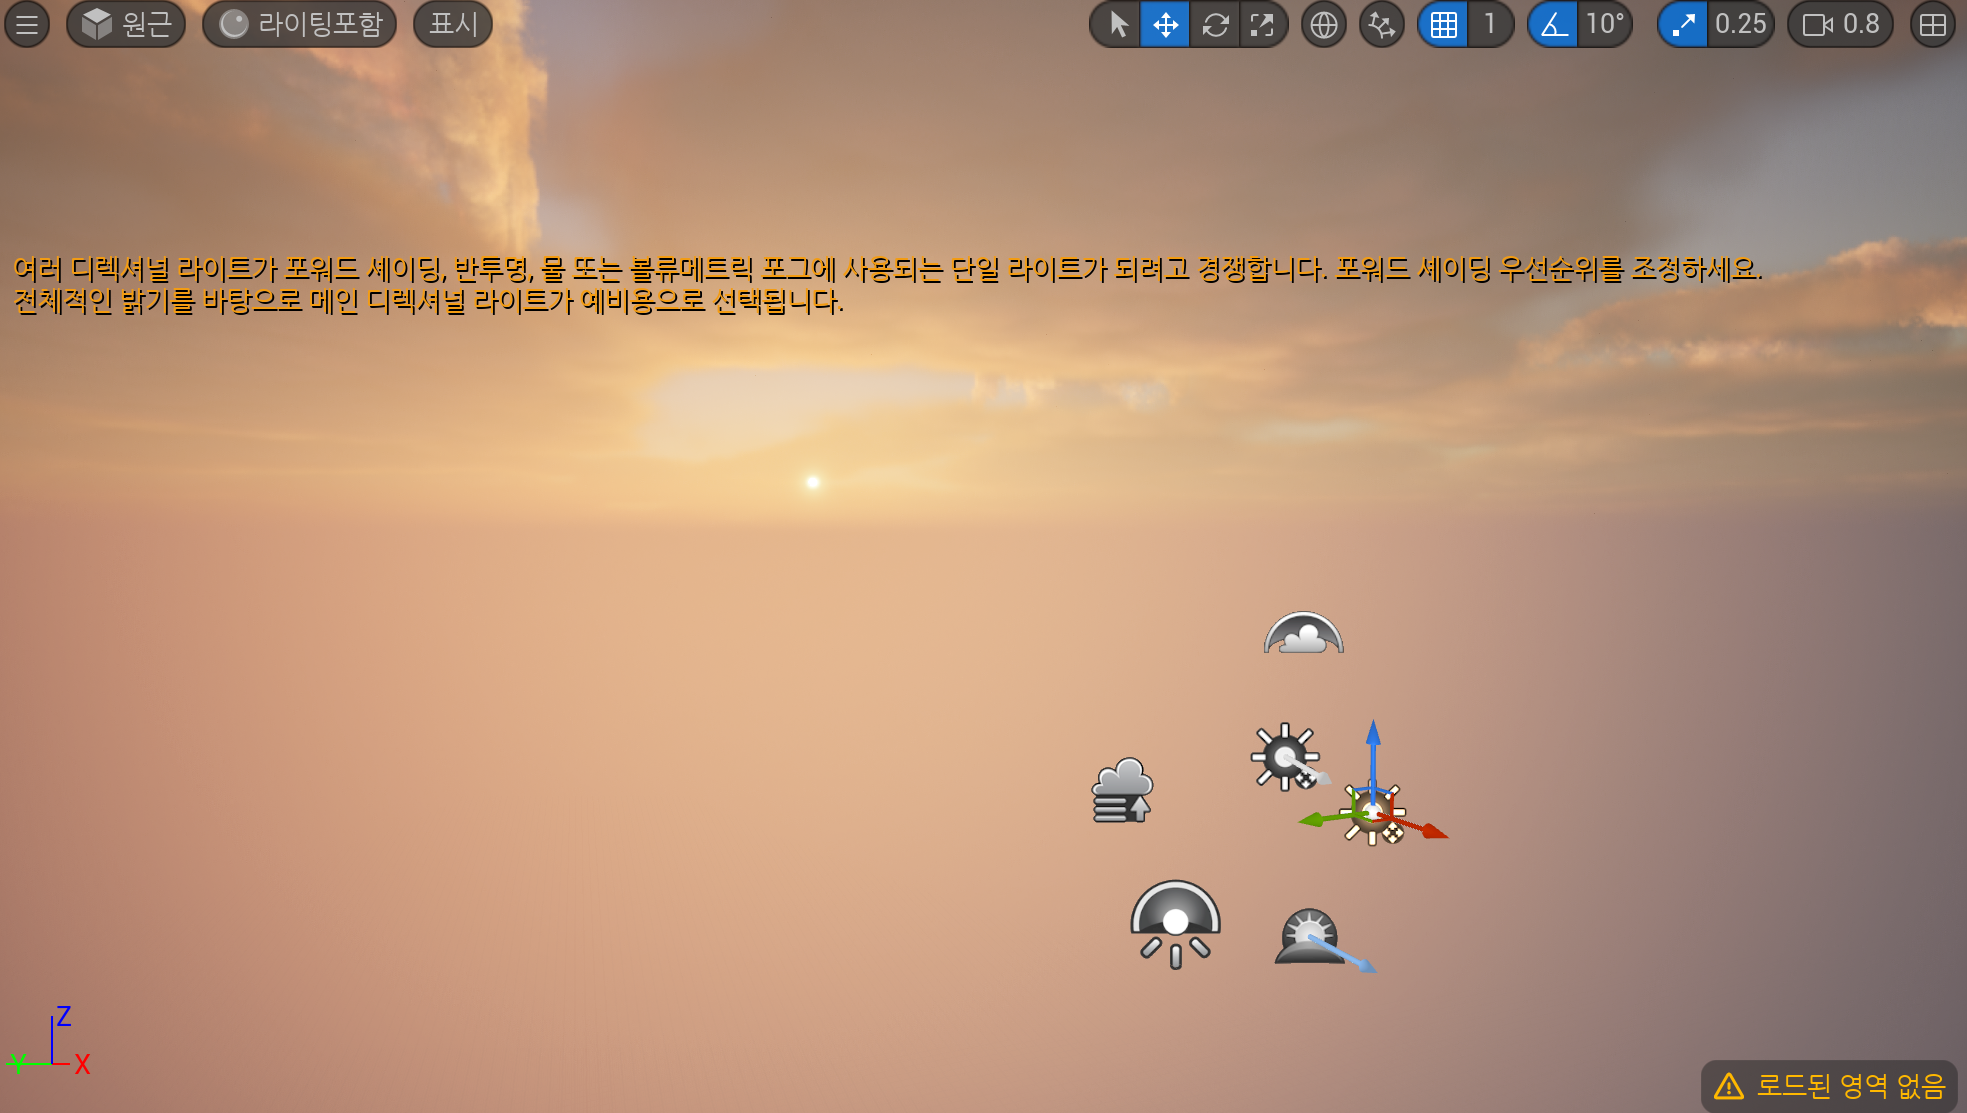 원근 라이팅포함 표시 1 10° 0.25 0.8
여러 디렉셔널 라이트가 포워드 셰이딩, 반투명, 물 또는 볼류메트릭 포그에 사용되는 단일 라이트가 되려고 경쟁합니다. 포워드 셰이딩 우선순위를 조정하세요.
전체적인 밝기를 바탕으로 메인 디렉셔널 라이트가 예비용으로 선택됩니다.
Z
Y X
로드된 영역 없음